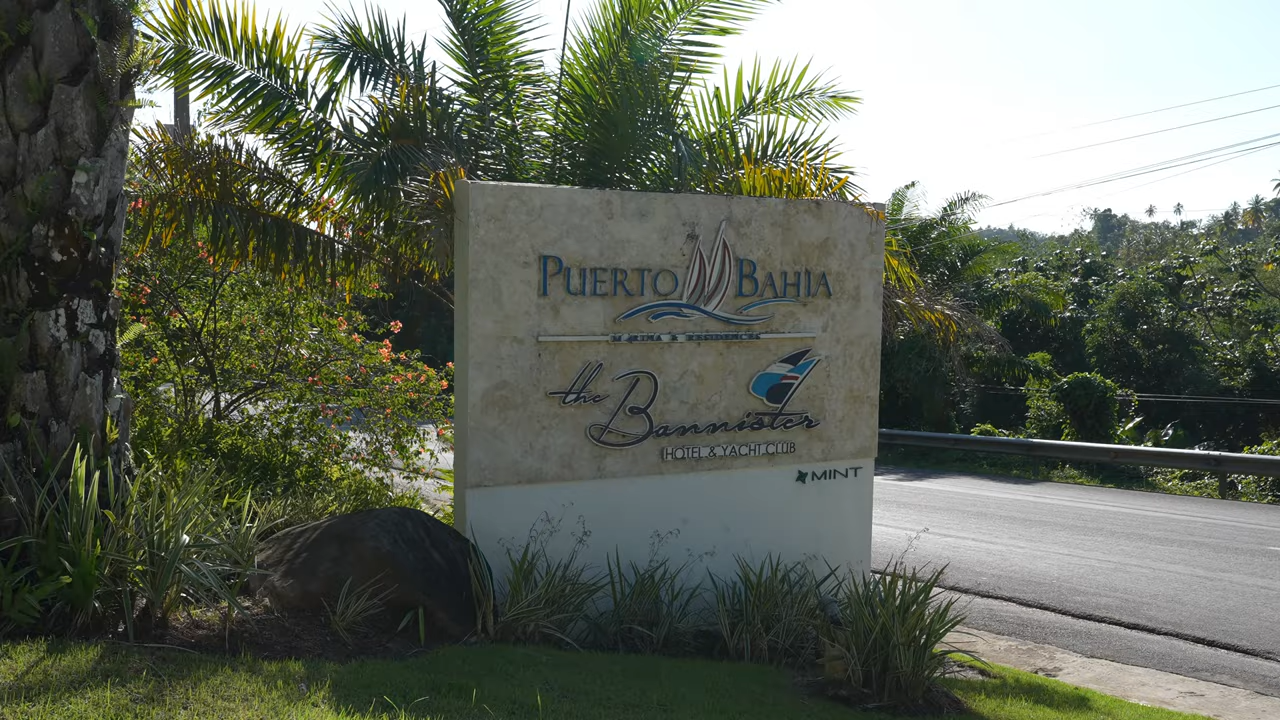 PUERTO BAHIA
MARINA & RESIDENCES
the Bannister
HOTEL & YACHT CLUB
MINT